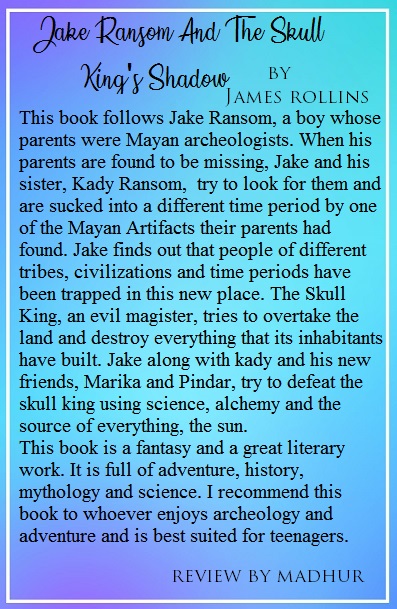 Jake Ransom And The Skull
King's Shadow BY
JAMES ROLLINS
This book follows Jake Ransom, a boy whose
parents were Mayan archeologists. When his
parents are found to be missing, Jake and his
sister, Kady Ransom,  try to look for them and
are sucked into a different time period by one
of the Mayan Artifacts their parents had
found. Jake finds out that people of different
tribes, civilizations and time periods have
been trapped in this new place. The Skull
King, an evil magister, tries to overtake the
land and destroy everything that its inhabitants
have built. Jake along with kady and his new
friends, Marika and Pindar, try to defeat the
skull king using science, alchemy and the
source of everything, the sun.
This book is a fantasy and a great literary
work. It is full of adventure, history,
mythology and science. I recommend this
book to whoever enjoys archeology and
adventure and is best suited for teenagers.
REVIEW BY MADHUR